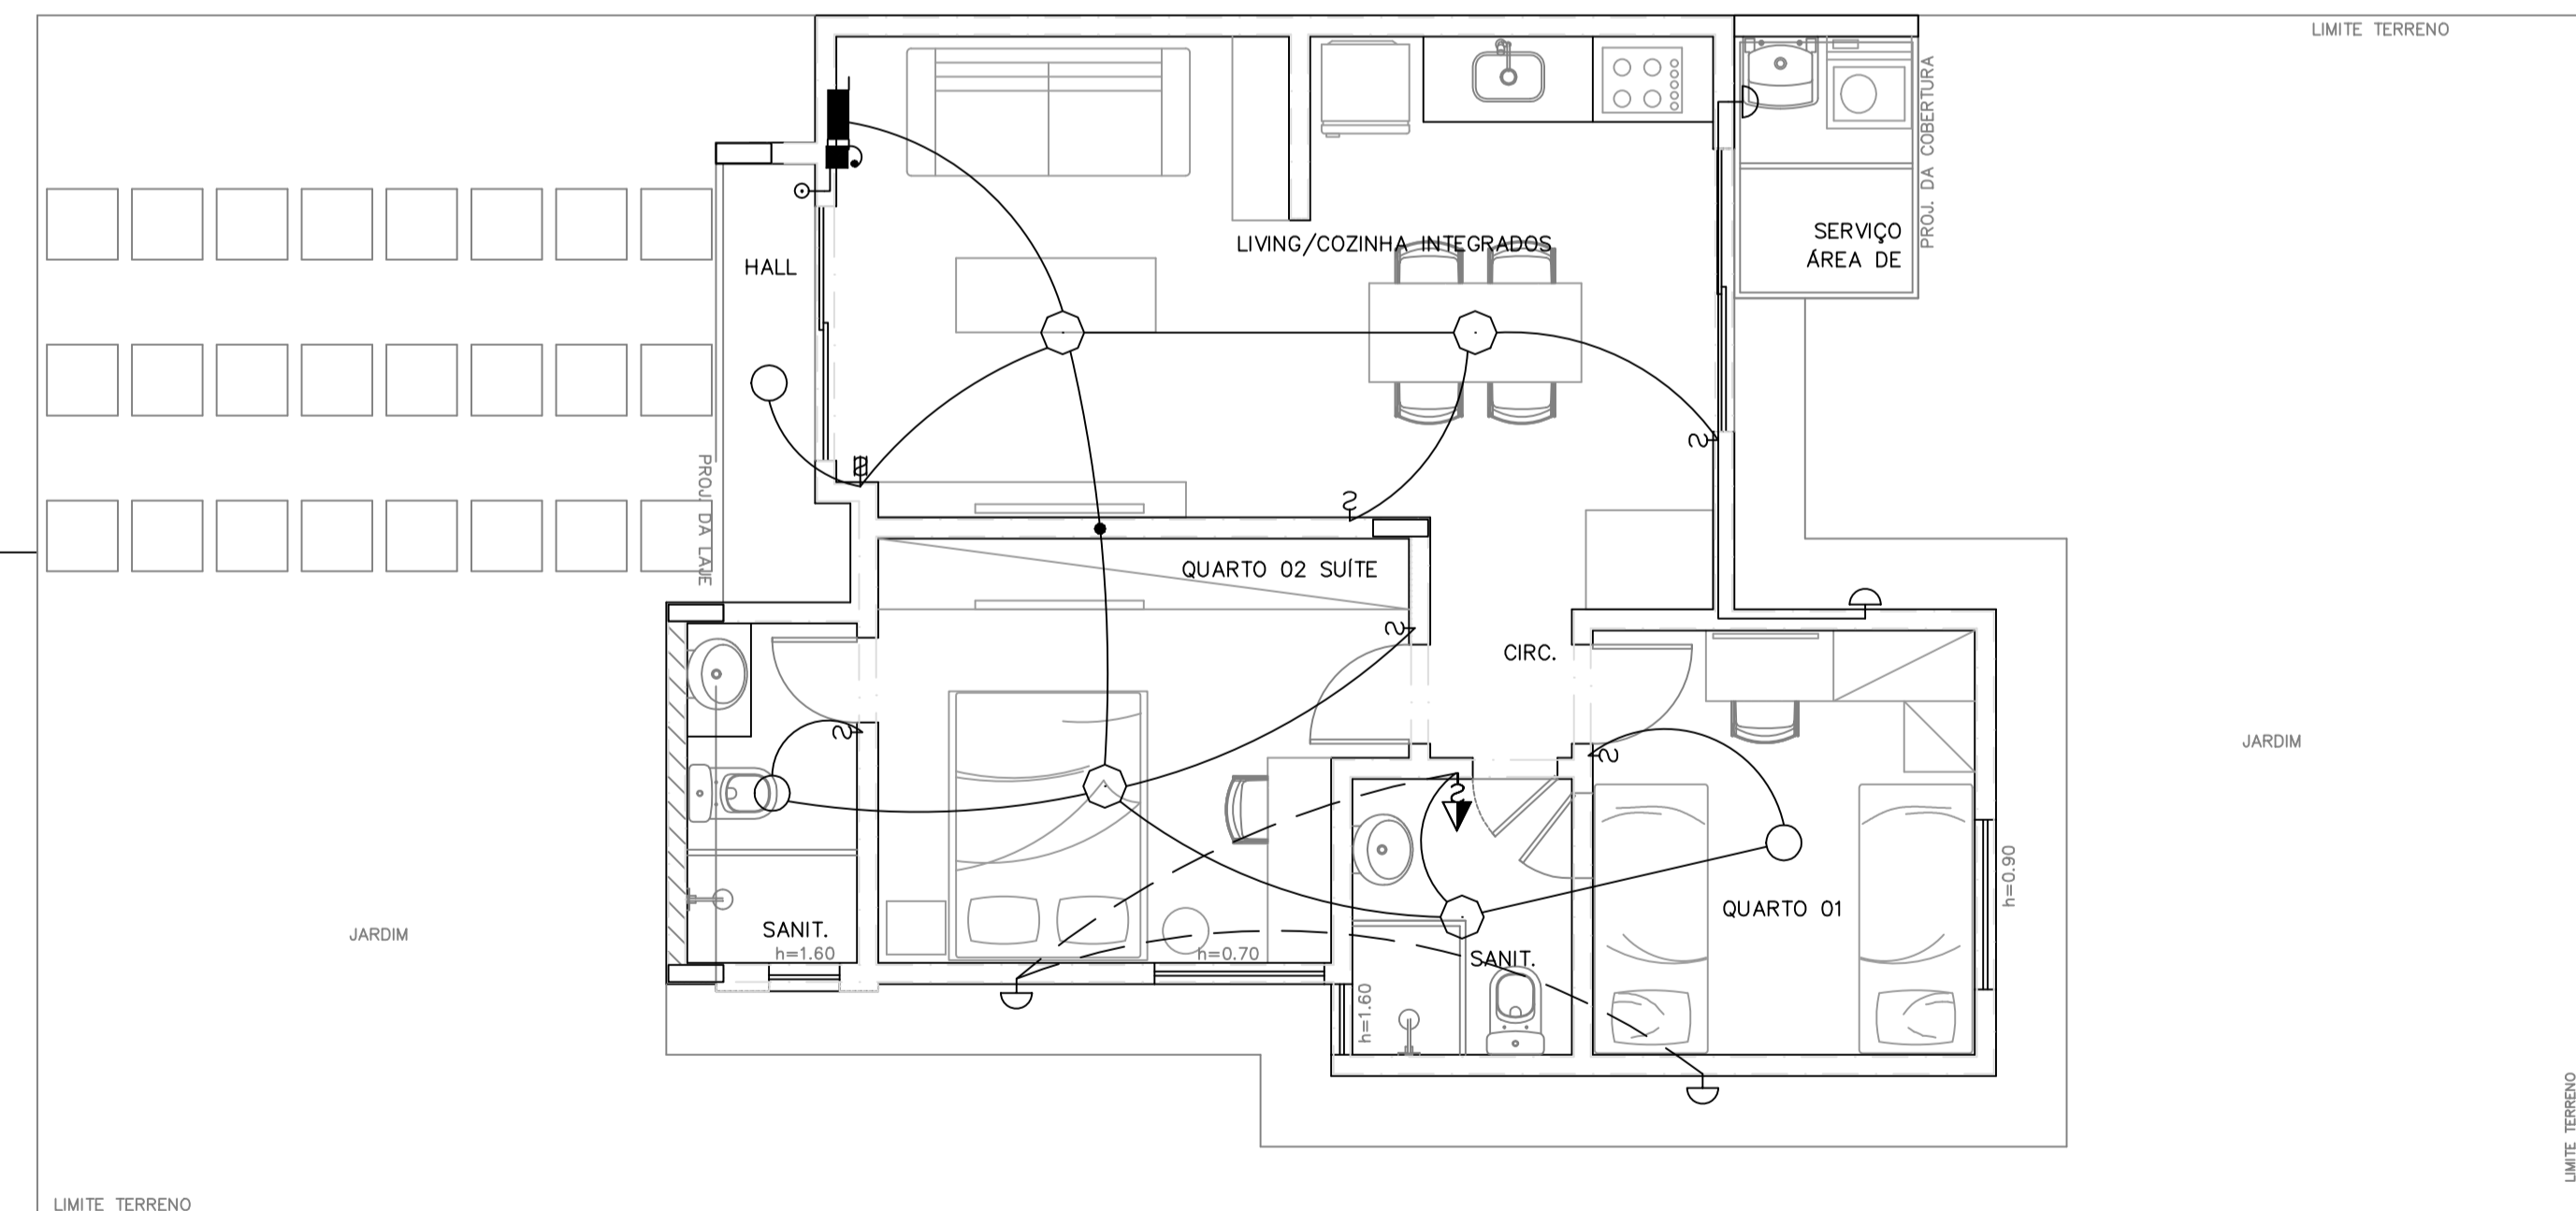 LIMITE TERRENO
PROJ. DA COBERTURA
SERVIÇO
ÁREA DE
LIVING/COZINHA INTEGRADOS
HALL
PROJ. DA LAJE
QUARTO 02 SUÍTE
CIRC.
JARDIM
h=0.90
QUARTO 01
JARDIM
SANIT.
h=1.60
h=0.70
SANIT.
h=1.60
LIMITE TERRENO
LIMITE TERRENO